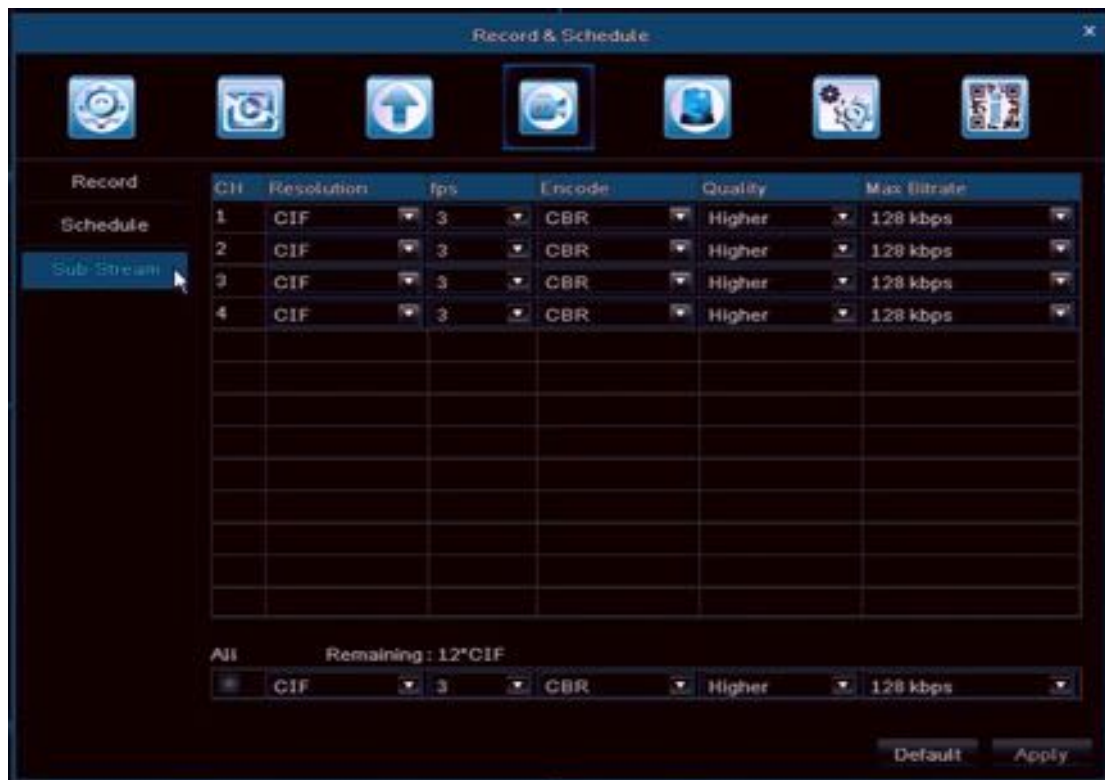 Record & Schedule
Record
Schedule
Sub-Stream
CH Resolution fps Encode Quality Max Bitrate
1 CIF 3 CBR Higher 128 kbps
2 CIF 3 CBR Higher 128 kbps
3 CIF 3 CBR Higher 128 kbps
4 CIF 3 CBR Higher 128 kbps
All Remaining : 12*CIF
CIF 3 CBR Higher 128 kbps
Default Apply